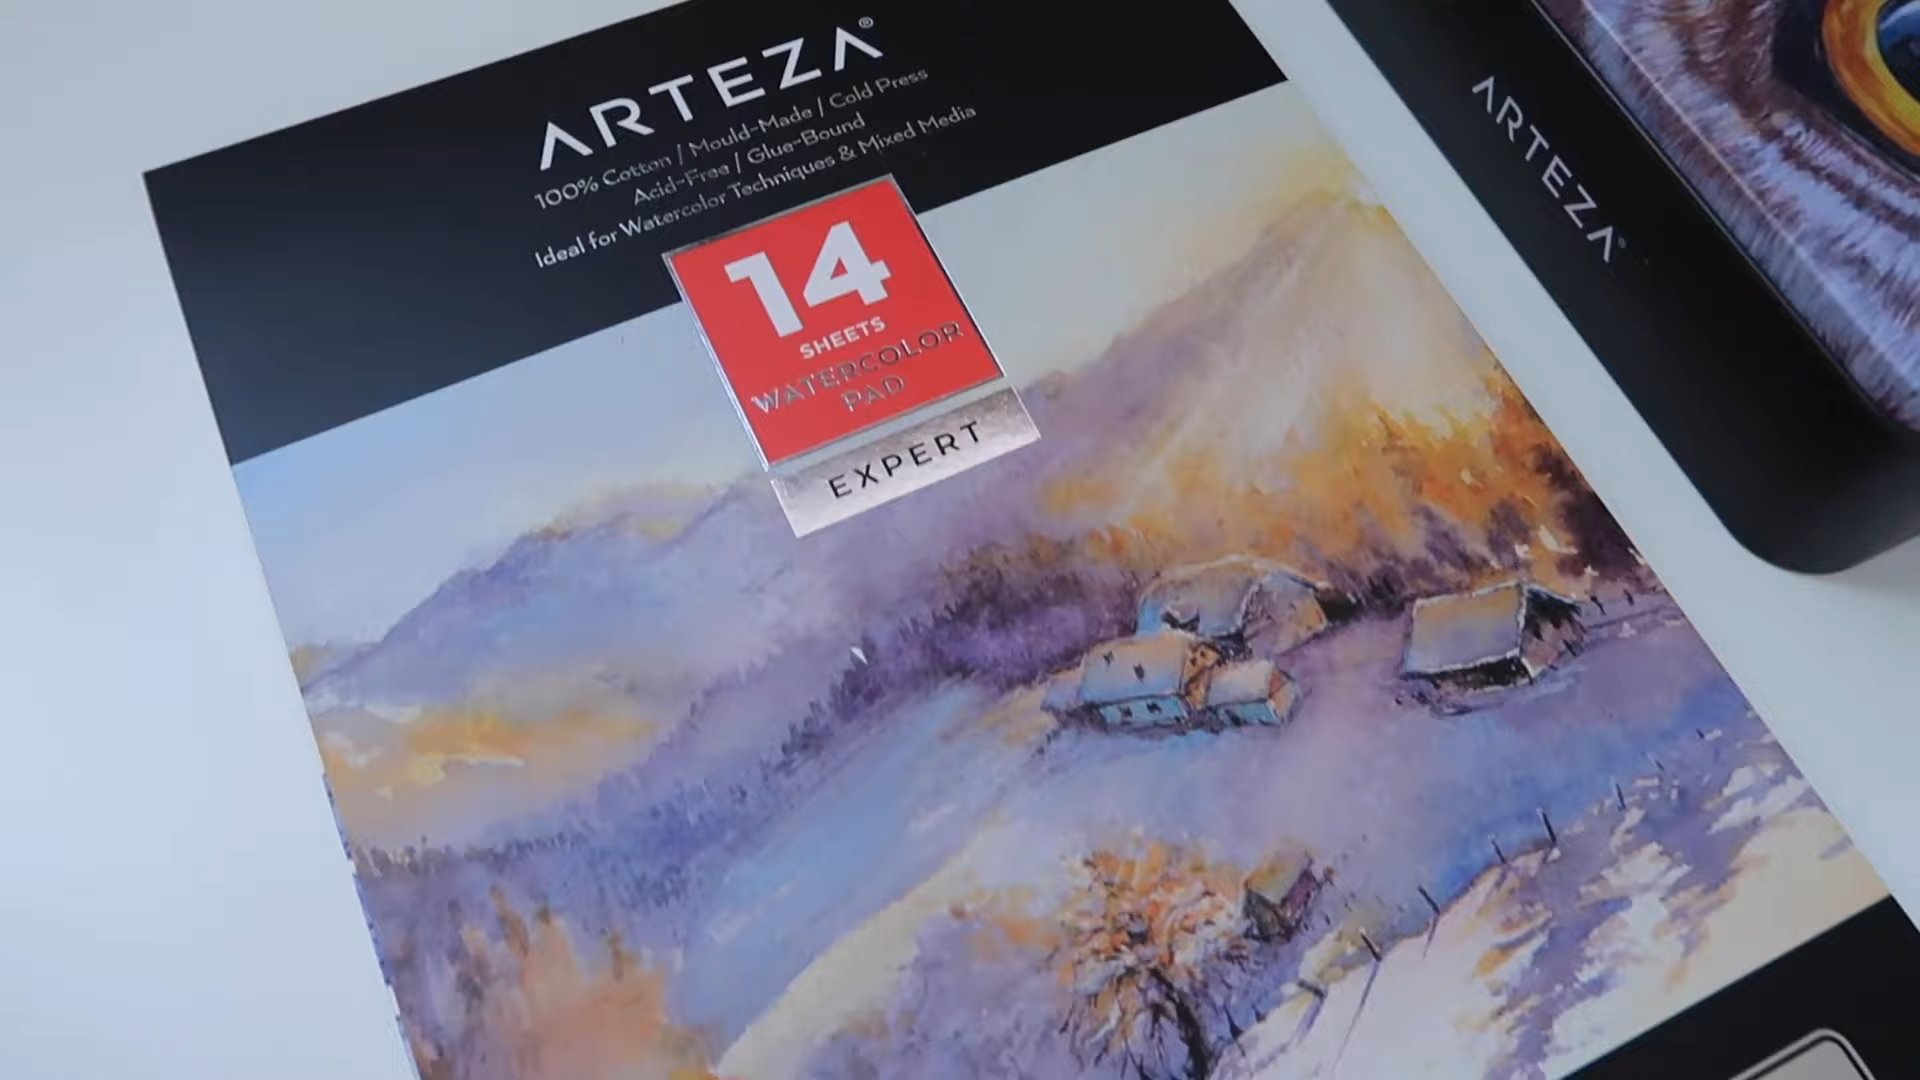 ARTEZA®
100% Cotton / Mould-Made / Cold Press
Acid-Free / Glue-Bound
Ideal for Watercolor Techniques & Mixed Media
14
SHEETS
WATERCOLOR
PAD
EXPERT
ARTEZA®